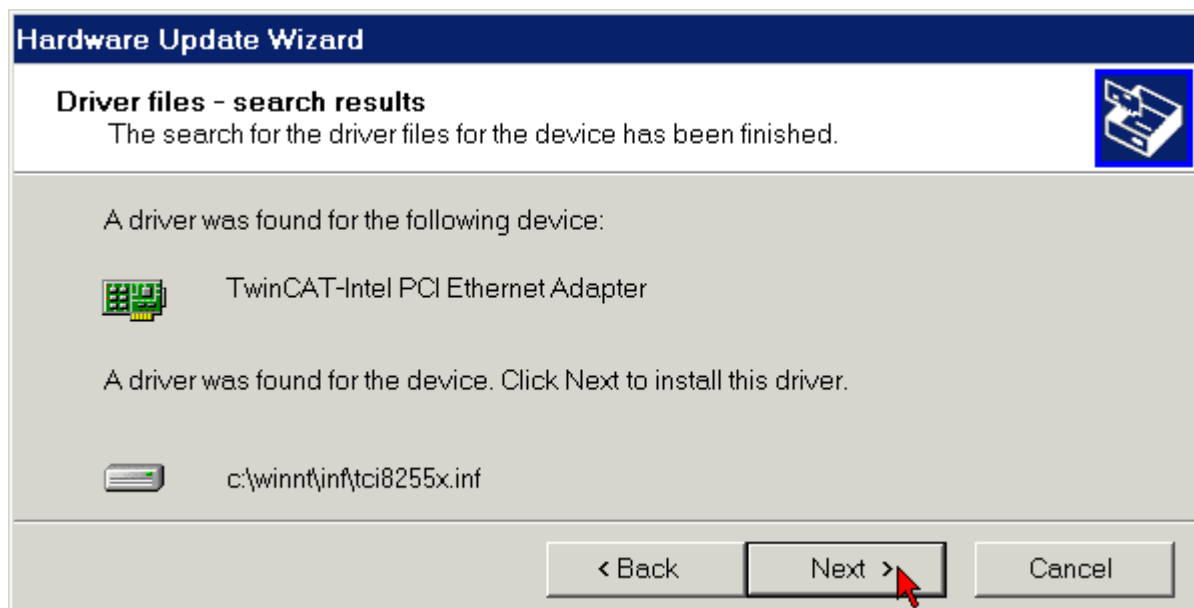 Hardware Update Wizard
Driver files - search results
The search for the driver files for the device has been finished.
A driver was found for the following device:
TwinCAT-Intel PCI Ethernet Adapter
A driver was found for the device. Click Next to install this driver.
c:\winnt\inf\tci8255x.inf
< Back Next > Cancel